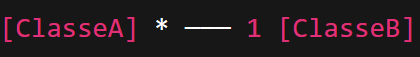 [ClasseA] * ─── 1 [ClasseB]